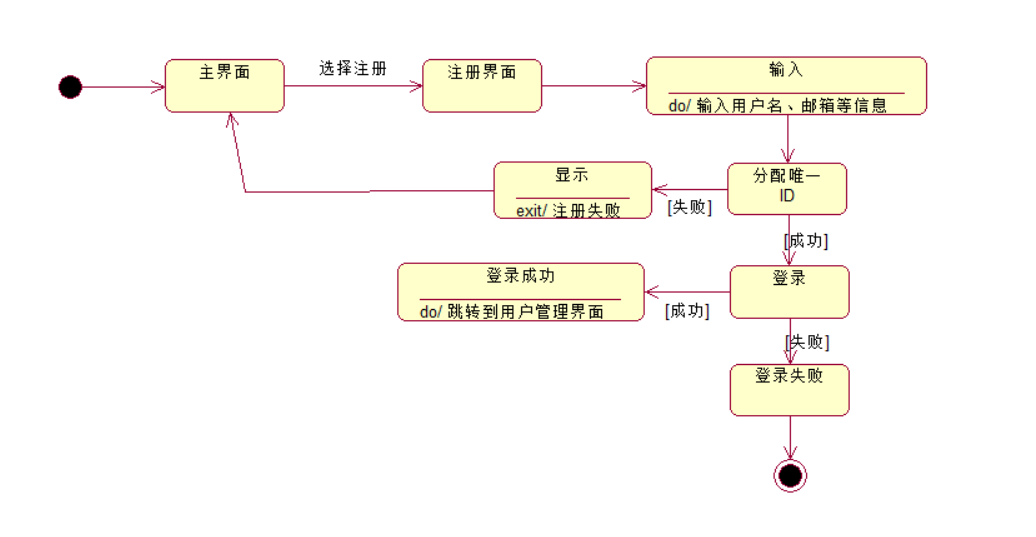 主界面
选择注册
注册界面
输入
do/ 输入用户名、邮箱等信息
显示
exit/ 注册失败
[失败]
分配唯一
ID
[成功]
登录成功
do/ 跳转到用户管理界面
[成功]
登录
[失败]
登录失败